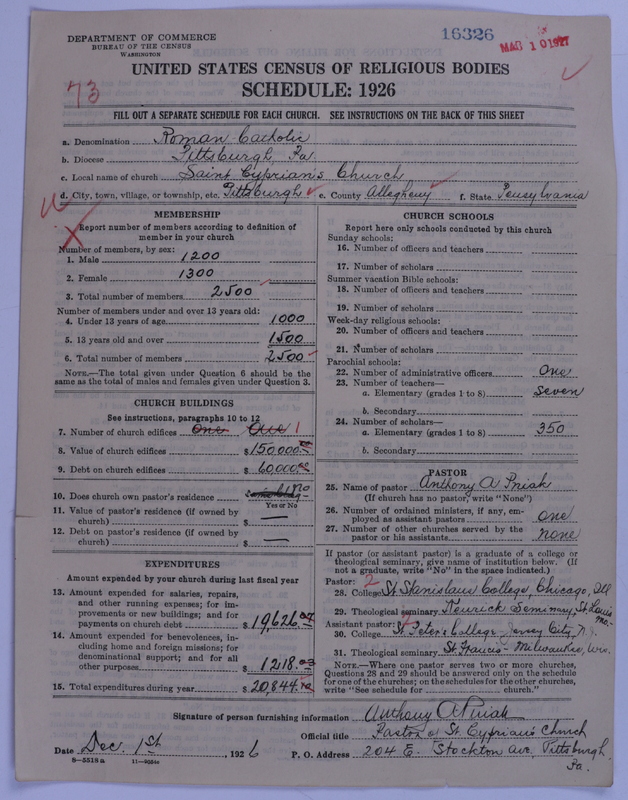 DEPARTMENT OF COMMERCE
BUREAU OF THE CENSUS
WASHINGTON
16326
MAR 10 1927
73
UNITED STATES CENSUS OF RELIGIOUS BODIES
SCHEDULE: 1926
FILL OUT A SEPARATE SCHEDULE FOR EACH CHURCH. SEE INSTRUCTIONS ON THE BACK OF THIS SHEET
a. Denomination Roman Catholic
b. Diocese Pittsburgh Pa.
c. Local name of church Saint Cyprian's Church
d. City, town, village, or township, etc. Pittsburgh e. County Allegheny f. State Pensylvania
MEMBERSHIP
Report number of members according to definition of
member in your church
Number of members, by sex:
1. Male 1200
2. Female 1300
3. Total number of members 2500
Number of members under and over 13 years old:
4. Under 13 years of age 1000
5. 13 years old and over 1500
6. Total number of members 2500
NOTE.—The total given under Question 6 should be the
same as the total of males and females given under Question 3.
CHURCH BUILDINGS
See instructions, paragraphs 10 to 12
7. Number of church edifices One One 1
8. Value of church edifices $150,000.00
9. Debt on church edifices $60,000.00
10. Does church own pastor's residence no
Yes or No
11. Value of pastor's residence (if owned by
church) $ —
12. Debt on pastor's residence (if owned by
church) $ —
EXPENDITURES
Amount expended by your church during last fiscal year
13. Amount expended for salaries, repairs,
and other running expenses; for im-
provements or new buildings; and for
payments on church debt $19,626.07
14. Amount expended for benevolences, in-
cluding home and foreign missions; for
denominational support; and for all
other purposes $1218.03
15. Total expenditures during year $20,844.10
CHURCH SCHOOLS
Report here only schools conducted by this church
Sunday schools:
16. Number of officers and teachers
17. Number of scholars
Summer vacation Bible schools:
18. Number of officers and teachers
19. Number of scholars
Week-day religious schools:
20. Number of officers and teachers
21. Number of scholars
Parochial schools:
22. Number of administrative officers One
23. Number of teachers—
a. Elementary (grades 1 to 8) Seven
b. Secondary
24. Number of scholars—
a. Elementary (grades 1 to 8) 350
b. Secondary
PASTOR
25. Name of pastor Anthony A Pniak
(If church has no pastor, write "None")
26. Number of ordained ministers, if any, em-
ployed as assistant pastors one
27. Number of other churches served by the
pastor or his assistants none
If pastor (or assistant pastor) is a graduate of a college or
theological seminary, give name of institution below. (If
not a graduate, write "No" in the space indicated.)
Pastor: 2
28. College St. Stanislaus College, Chicago, Ill
29. Theological seminary Kenrick Seminary, St. Louis Mo.
Assistant pastor:
30. College St Peters College Jersey City N.J.
31. Theological seminary St. Francis - Milwaukee, Wis.
NOTE.—Where one pastor serves two or more churches,
Questions 28 and 29 should be answered only on the schedule
for one of the churches; on the schedules for the other churches,
write "See schedule for church."
Signature of person furnishing information Anthony A Pniak
Official title Pastor of St. Cyprian's Church
Date Dec. 1st, 1926 P. O. Address 204 E. Stockton Ave, Pittsburgh,
Pa.
8—5518 a